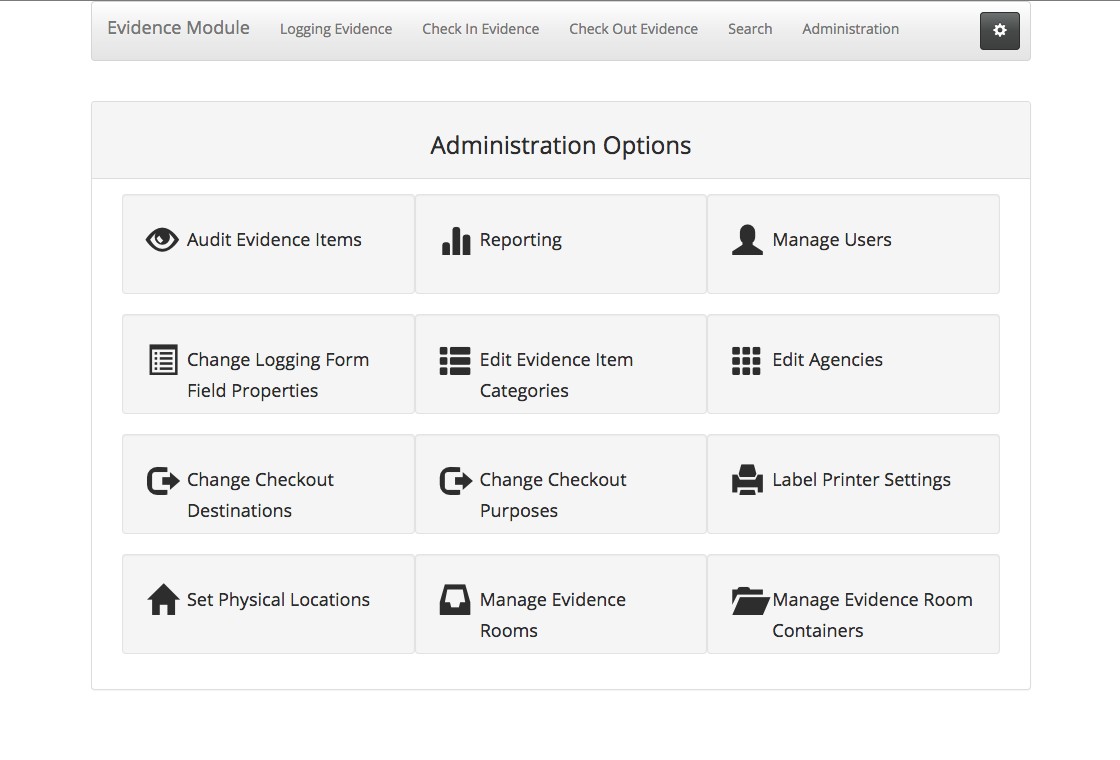 Evidence Module Logging Evidence Check In Evidence Check Out Evidence Search Administration
Administration Options
Audit Evidence Items
Reporting
Manage Users
Change Logging Form
Field Properties
Edit Evidence Item
Categories
Edit Agencies
Change Checkout
Destinations
Change Checkout
Purposes
Label Printer Settings
Set Physical Locations
Manage Evidence
Rooms
Manage Evidence Room
Containers